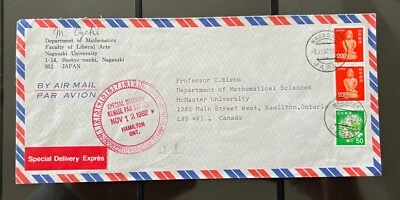 Department of Mathematics
Faculty of Liberal Arts
Nagasaki University
1-14, Bunkyo-machi, Nagasaki
852 JAPAN
BY AIR MAIL
PAR AVION
Professor C.Riehm
Department of Mathematical Sciences
McMaster University
1280 Main Street West, Hamilton,Ontario
L8S 4K1 , Canada
SPECIAL DELIVERY
NOV 12 1982
HAMILTON
ONT.
Special Delivery Exprès
200
200
50